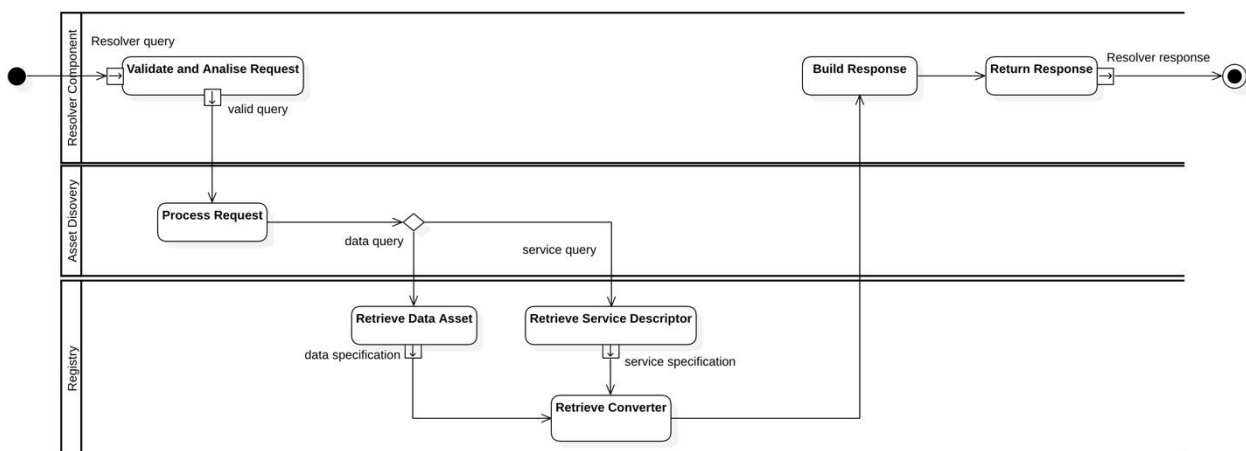 Resolver Component
Resolver query
Validate and Analise Request
valid query
Build Response
Return Response
Resolver response
Asset Disovery
Process Request
data query
service query
Registry
Retrieve Data Asset
Retrieve Service Descriptor
data specification
service specification
Retrieve Converter